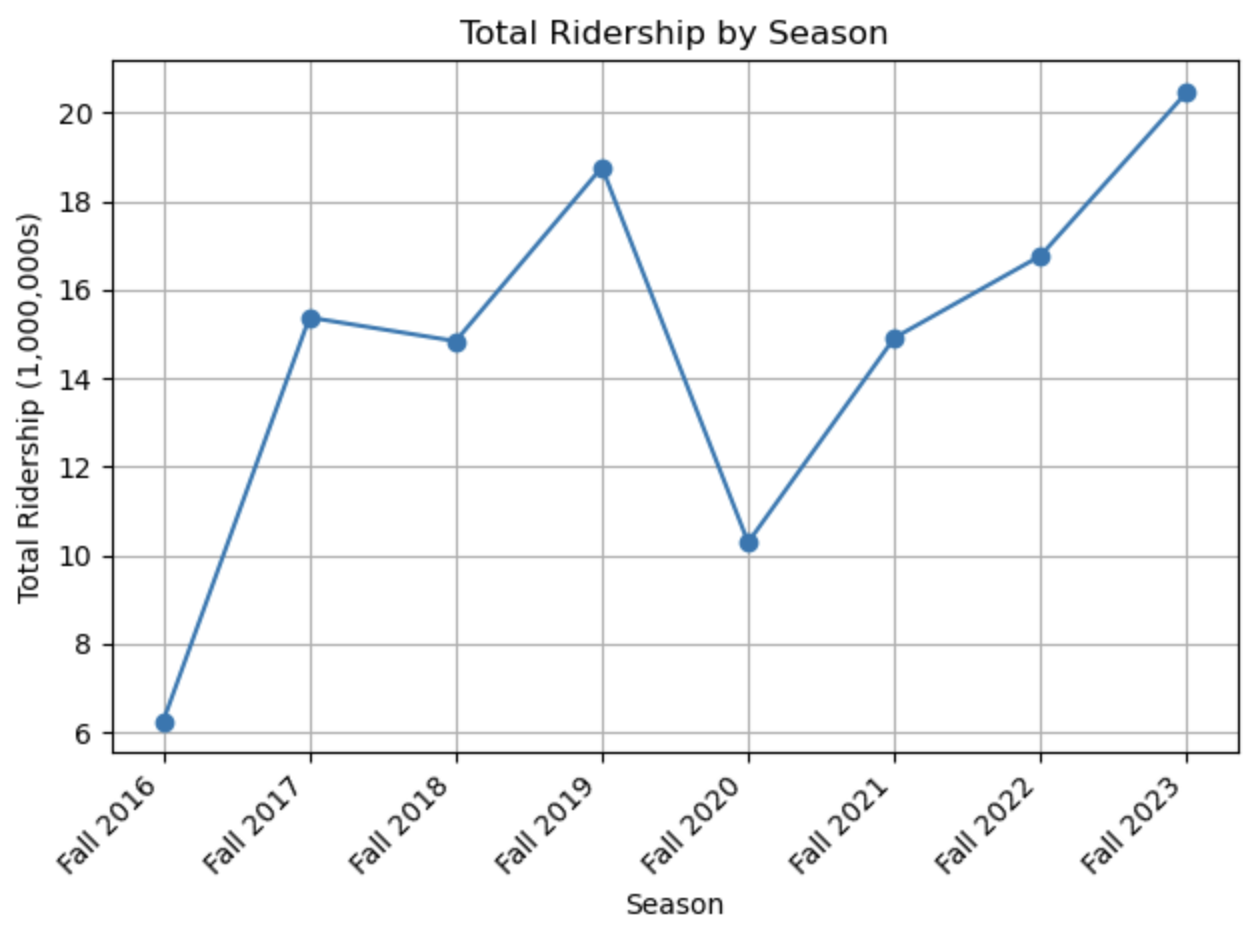 Total Ridership by Season
Total Ridership (1,000,000s)
20
18
16
14
12
10
8
6
Fall 2016
Fall 2017
Fall 2018
Fall 2019
Fall 2020
Fall 2021
Fall 2022
Fall 2023
Season